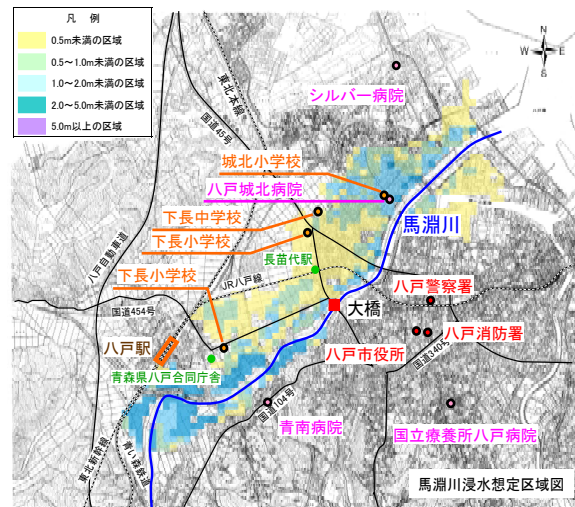 凡 例
0.5m未満の区域
0.5～1.0m未満の区域
1.0～2.0m未満の区域
2.0～5.0m未満の区域
5.0m以上の区域
N
W
E
S
東北本線
国道45号
シルバー病院
城北小学校
八戸城北病院
下長中学校
下長小学校
馬淵川
八戸自動車道
長苗代駅
下長小学校
JR八戸線
八戸警察署
大橋
国道454号
八戸消防署
八戸駅
八戸市役所
国道340号
青森県八戸合同庁舎
国道104号
青南病院
国立療養所八戸病院
東北新幹線
青い森鉄道
馬淵川浸水想定区域図